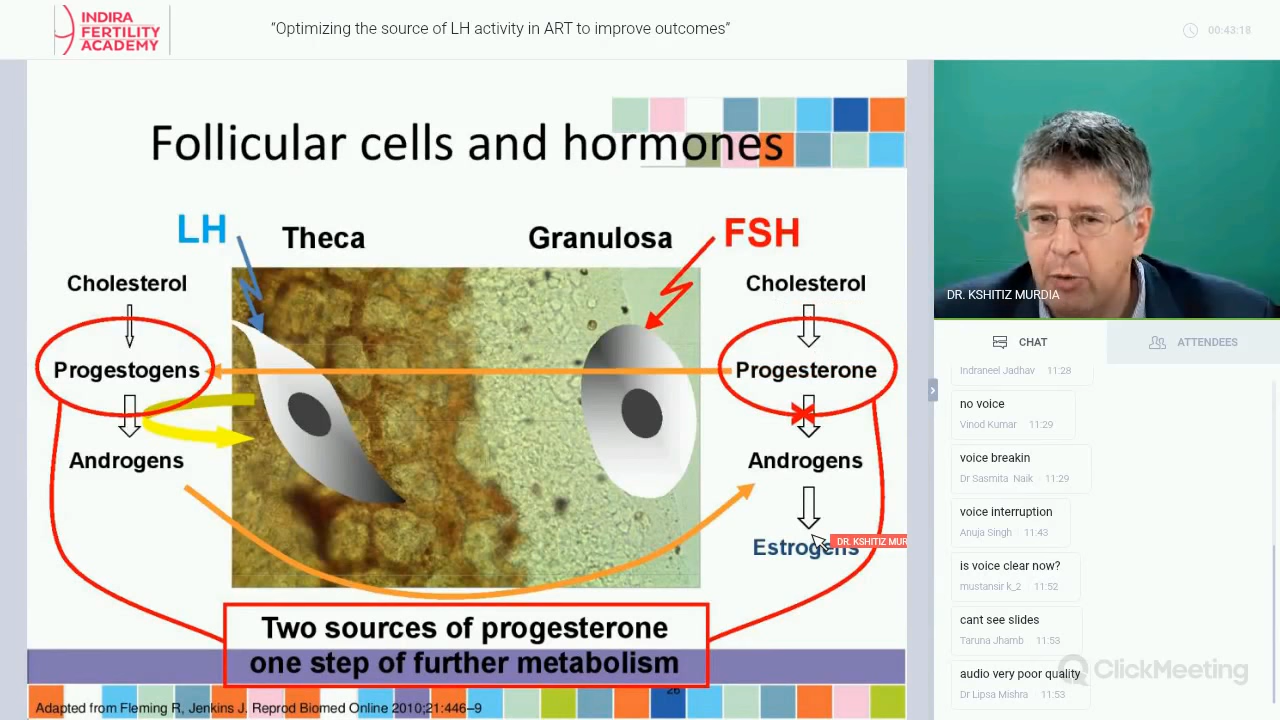 INDIRA
FERTILITY
ACADEMY
“Optimizing the source of LH activity in ART to improve outcomes”
00:43:18
Follicular cells and hormones
LH
Theca
Granulosa
FSH
Cholesterol
Cholesterol
Progestogens
Progesterone
Androgens
Androgens
Estrogens
DR. KSHITIZ MUR
Two sources of progesterone
one step of further metabolism
26
Adapted from Fleming R, Jenkins J. Reprod Biomed Online 2010;21:446–9
DR. KSHITIZ MURDIA
CHAT
ATTENDEES
Indraneel Jadhav 11:28
no voice
Vinod Kumar 11:29
voice breakin
Dr Sasmita Naik 11:29
voice interruption
Anuja Singh 11:43
is voice clear now?
mustansir k_2 11:52
cant see slides
Taruna Jhamb 11:53
audio very poor quality
Dr Lipsa Mishra 11:53
ClickMeeting